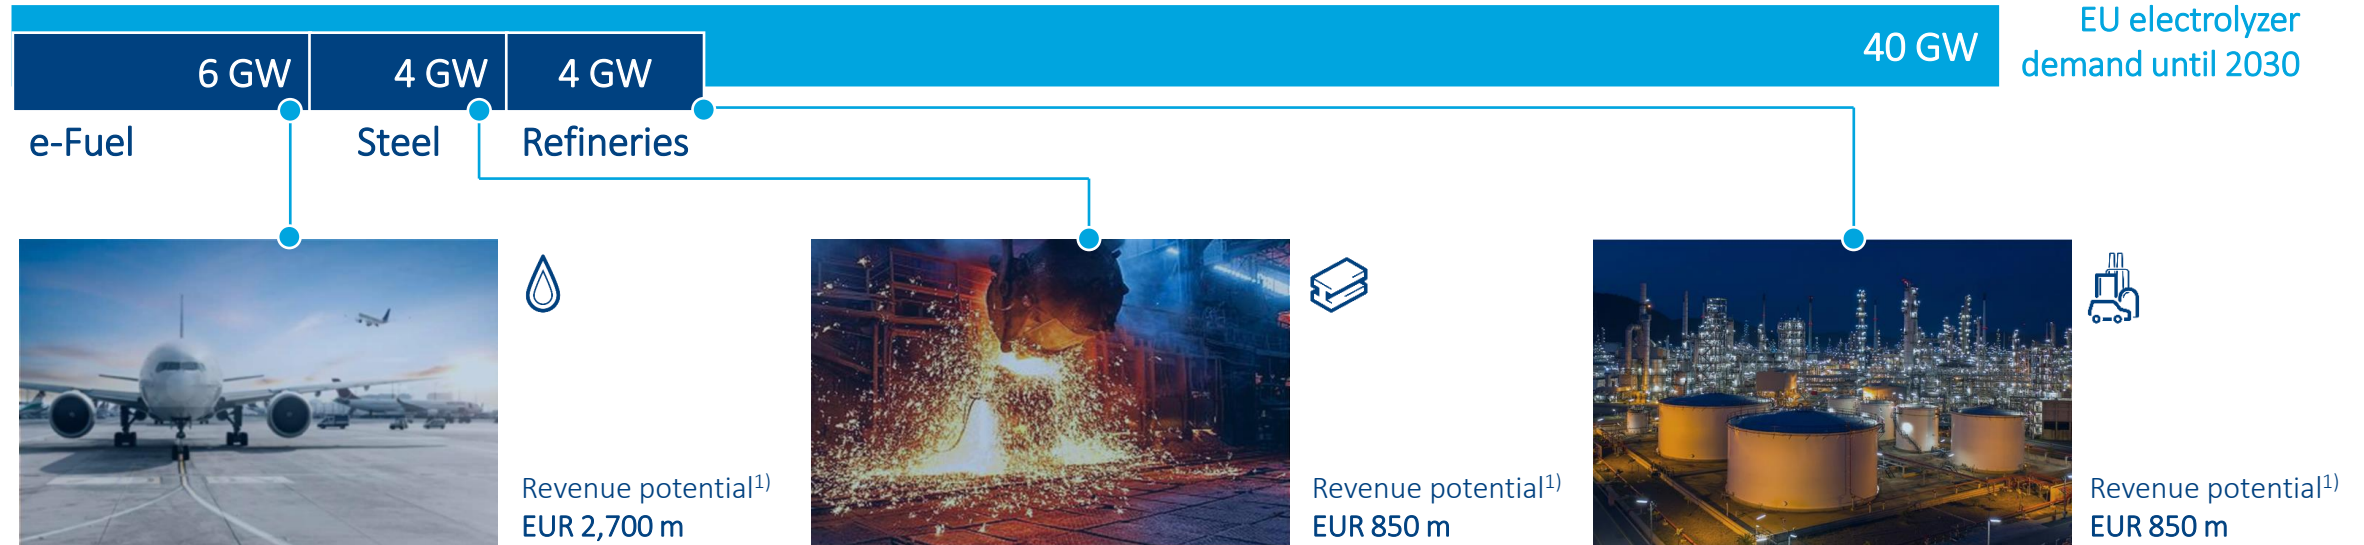 EU electrolyzer
demand until 2030
40 GW
6 GW
4 GW
4 GW
e-Fuel
Steel
Refineries
Revenue potential1)
EUR 2,700 m
Revenue potential1)
EUR 850 m
Revenue potential1)
EUR 850 m